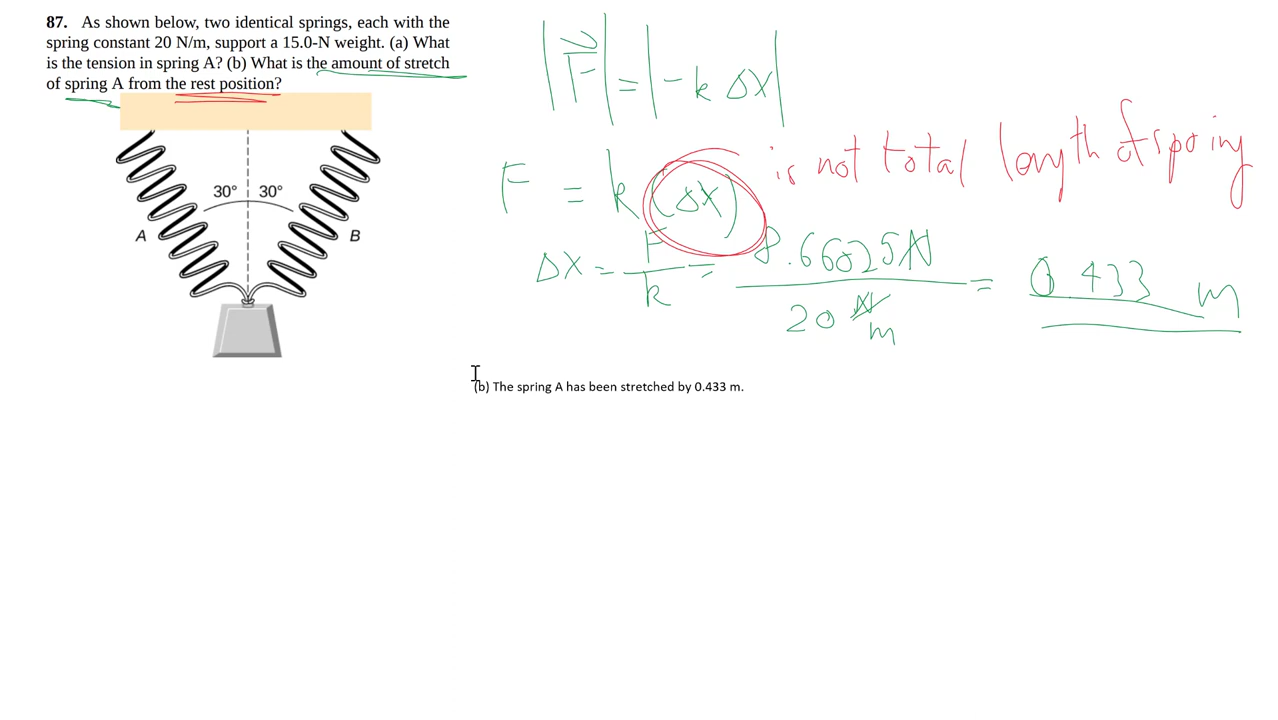 87. As shown below, two identical springs, each with the
spring constant 20 N/m, support a 15.0-N weight. (a) What
is the tension in spring A? (b) What is the amount of stretch
of spring A from the rest position?
30° 30°
A B
|F⃗| = |-k Δx|
F = k (Δx) is not total length of spring
Δx = F/k = 8.66025N / 20 N/m = 0.433 m
(b) The spring A has been stretched by 0.433 m.